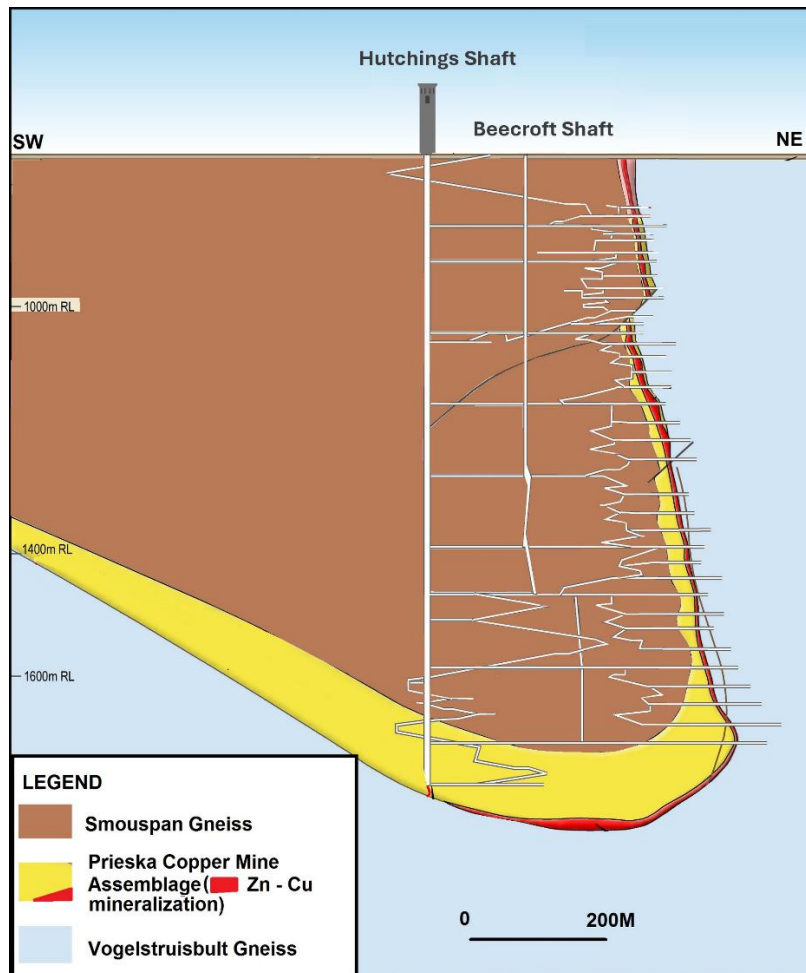 Hutchings Shaft
Beecroft Shaft
SW
NE
1000m RL
1400m RL
1600m RL
LEGEND
Smouspan Gneiss
Prieska Copper Mine
Assemblage( Zn - Cu
mineralization)
Vogelstruisbult Gneiss
0 200M